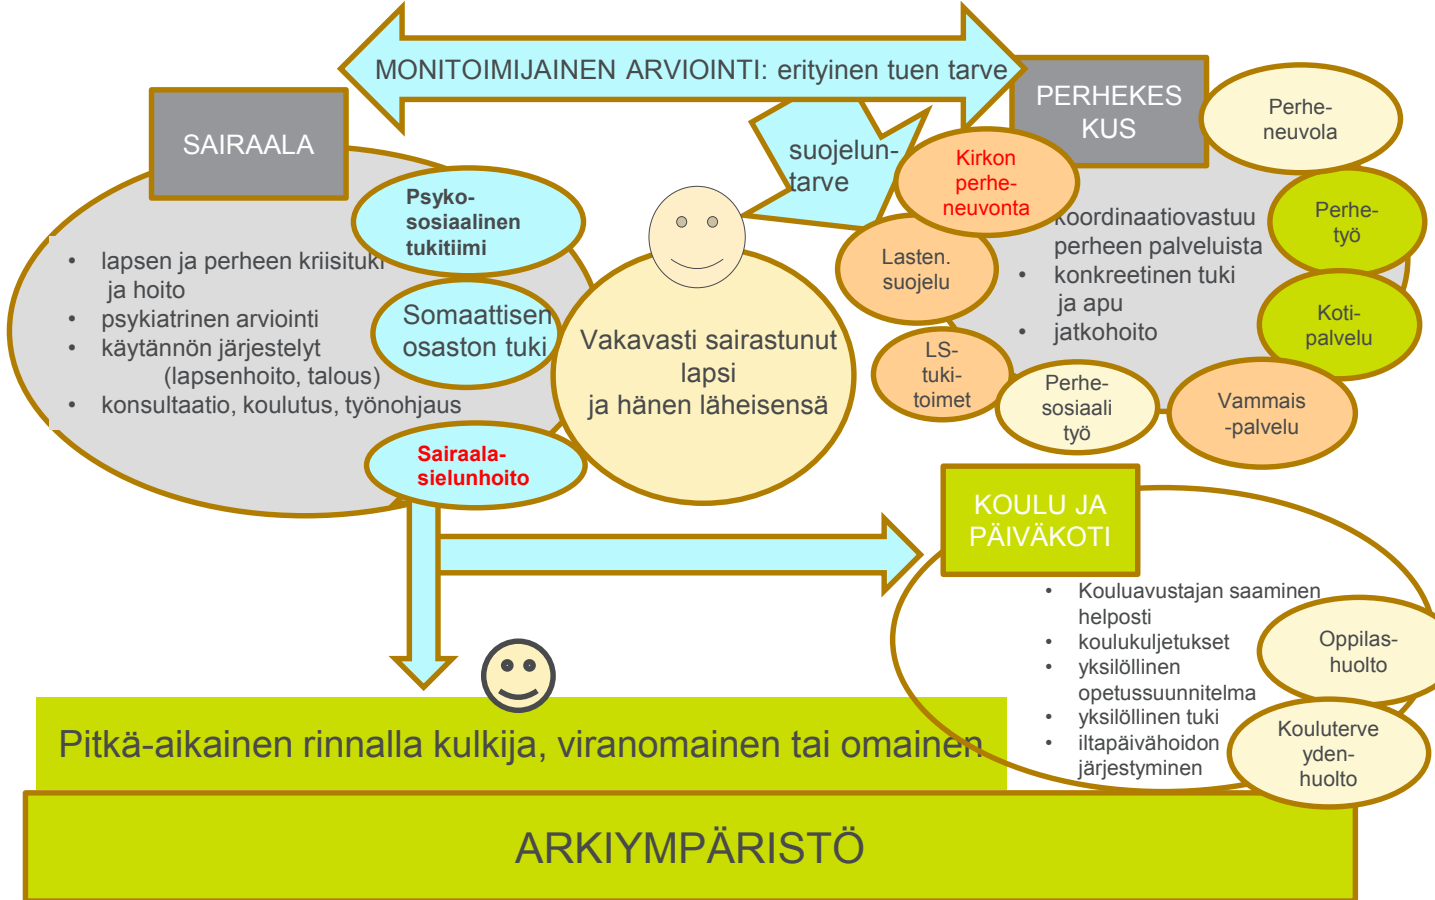 MONITOIMIJAINEN ARVIOINTI: erityinen tuen tarve
SAIRAALA
Psyko-
sosiaalinen
tukitiimi
• lapsen ja perheen kriisituki
ja hoito
• psykiatrinen arviointi
• käytännön järjestelyt
(lapsenhoito, talous)
• konsultaatio, koulutus, työnohjaus
Somaattisen
osaston tuki
Sairaala-
sielunhoito
suojelun-
tarve
Vakavasti sairastunut
lapsi
ja hänen läheisensä
PERHEKES
KUS
Perhe-
neuvola
Kirkon
perhe-
neuvonta
Perhe-
työ
koordinaatiovastuu
perheen palveluista
• konkreetinen tuki
ja apu
• jatkohoito
Lasten.
suojelu
Koti-
palvelu
LS-
tuki-
toimet
Perhe-
sosiaali
työ
Vammais
-palvelu
KOULU JA
PÄIVÄKOTI
• Kouluavustajan saaminen
helposti
• koulukuljetukset
• yksilöllinen
opetussuunnitelma
• yksilöllinen tuki
• iltapäivähoidon
järjestyminen
Oppilas-
huolto
Kouluterve
yden-
huolto
Pitkä-aikainen rinnalla kulkija, viranomainen tai omainen
ARKIYMPÄRISTÖ